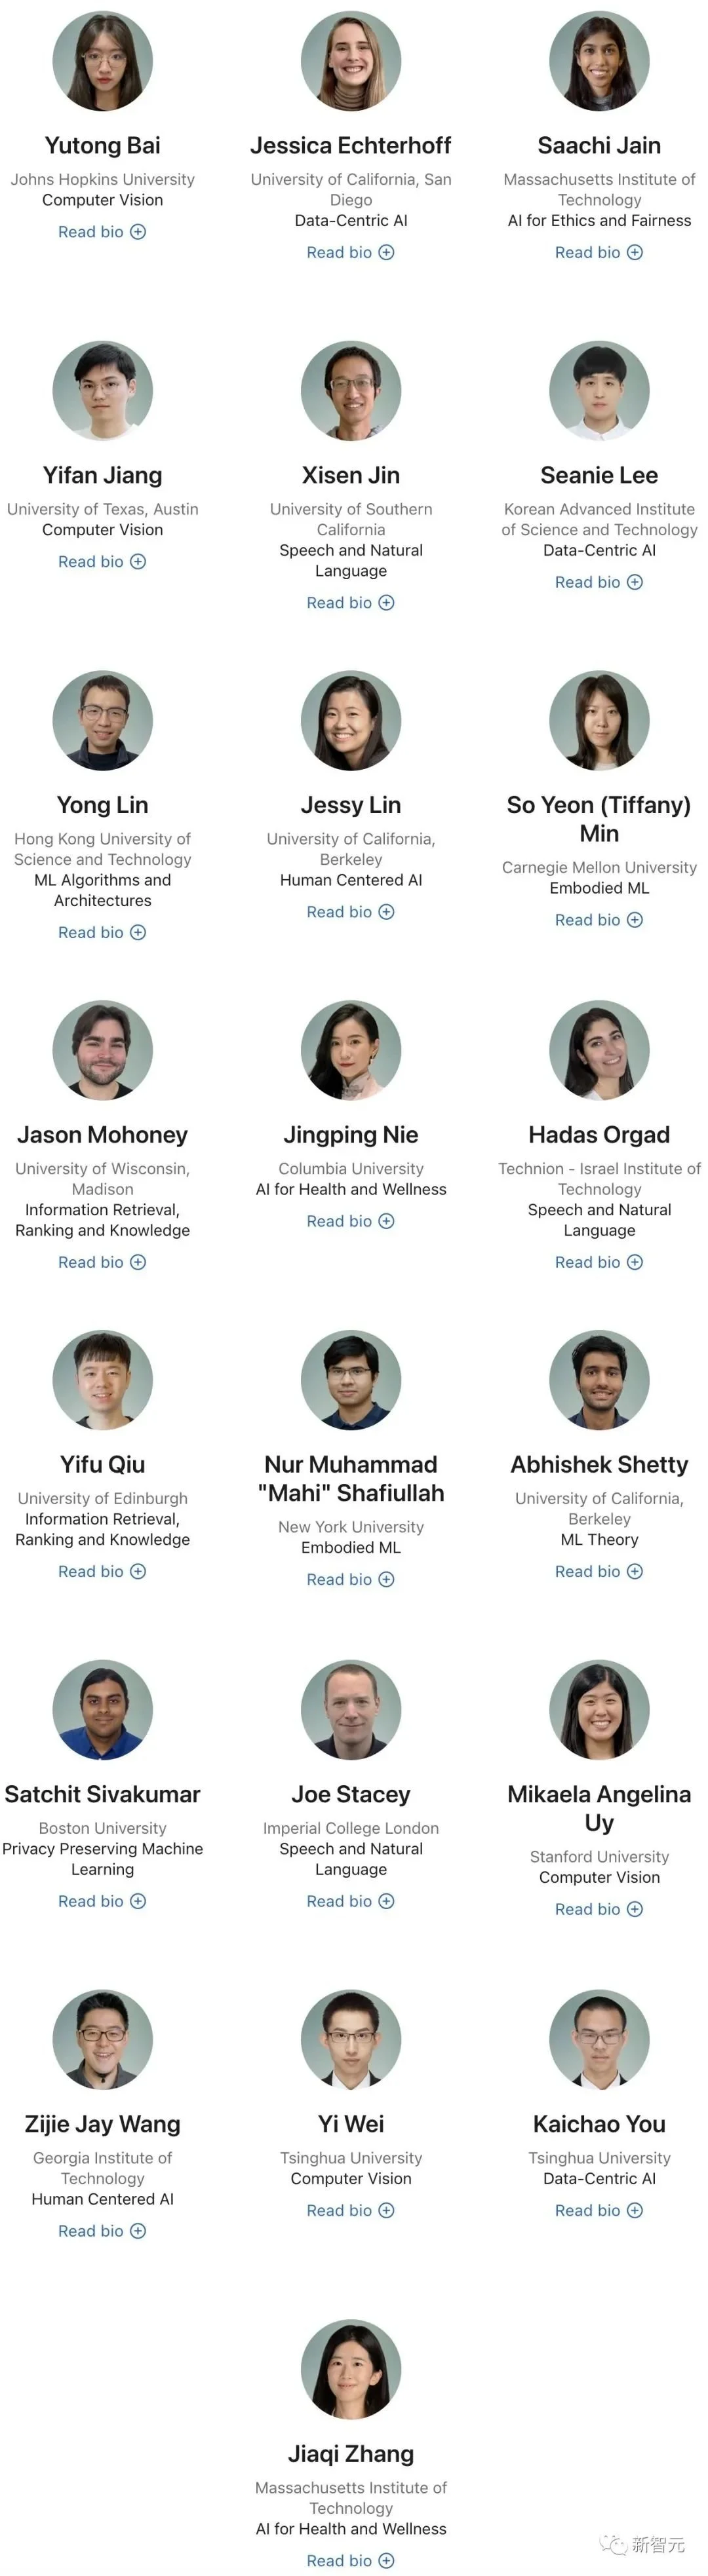 Yutong Bai
Johns Hopkins University
Computer Vision
Read bio
Jessica Echterhoff
University of California, San
Diego
Data-Centric AI
Read bio
Saachi Jain
Massachusetts Institute of
Technology
AI for Ethics and Fairness
Read bio
Yifan Jiang
University of Texas, Austin
Computer Vision
Read bio
Xisen Jin
University of Southern
California
Speech and Natural
Language
Read bio
Seanie Lee
Korean Advanced Institute
of Science and Technology
Data-Centric AI
Read bio
Yong Lin
Hong Kong University of
Science and Technology
ML Algorithms and
Architectures
Read bio
Jessy Lin
University of California,
Berkeley
Human Centered AI
Read bio
So Yeon (Tiffany)
Min
Carnegie Mellon University
Embodied ML
Read bio
Jason Mohoney
University of Wisconsin,
Madison
Information Retrieval,
Ranking and Knowledge
Read bio
Jingping Nie
Columbia University
AI for Health and Wellness
Read bio
Hadas Orgad
Technion - Israel Institute of
Technology
Speech and Natural
Language
Read bio
Yifu Qiu
University of Edinburgh
Information Retrieval,
Ranking and Knowledge
Read bio
Nur Muhammad
"Mahi" Shafiullah
New York University
Embodied ML
Read bio
Abhishek Shetty
University of California,
Berkeley
ML Theory
Read bio
Satchit Sivakumar
Boston University
Privacy Preserving Machine
Learning
Read bio
Joe Stacey
Imperial College London
Speech and Natural
Language
Read bio
Mikaela Angelina
Uy
Stanford University
Computer Vision
Read bio
Zijie Jay Wang
Georgia Institute of
Technology
Human Centered AI
Read bio
Yi Wei
Tsinghua University
Computer Vision
Read bio
Kaichao You
Tsinghua University
Data-Centric AI
Read bio
Jiaqi Zhang
Massachusetts Institute of
Technology
AI for Health and Wellness
Read bio
新智元